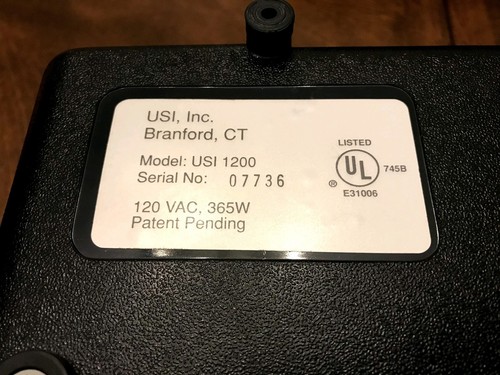 USI, Inc.
Branford, CT
Model: USI 1200
Serial No: 07736
120 VAC, 365W
Patent Pending
LISTED
UL
745B
®
E31006